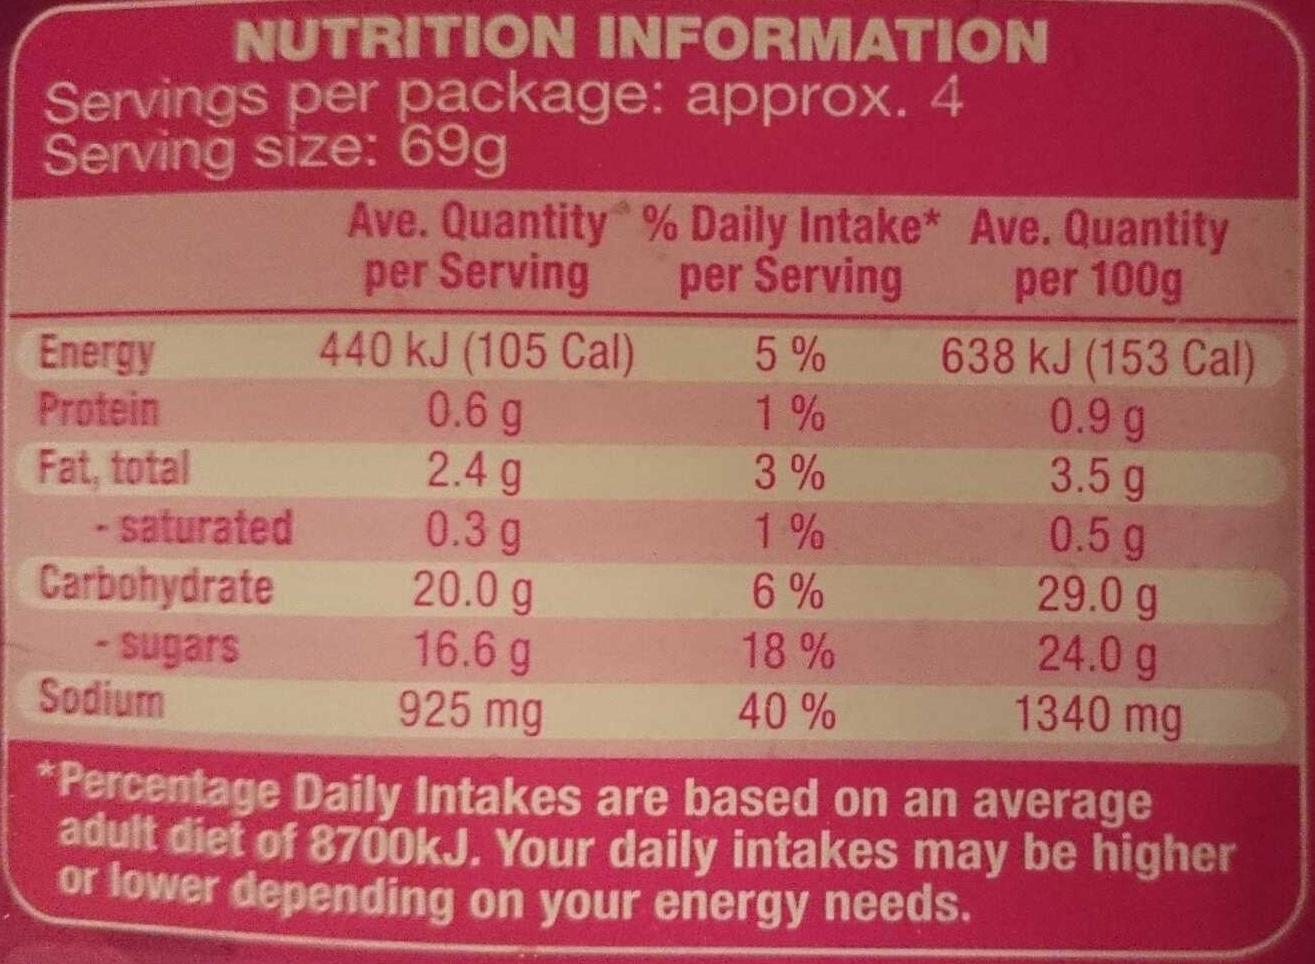 NUTRITION INFORMATION
Servings per package: approx. 4
Serving size: 69g
Ave. Quantity % Daily Intake* Ave. Quantity
per Serving per Serving per 100g
Energy 440 kJ (105 Cal) 5 % 638 kJ (153 Cal)
Protein 0.6 g 1 % 0.9 g
Fat, total 2.4 g 3 % 3.5 g
- saturated 0.3 g 1 % 0.5 g
Carbohydrate 20.0 g 6 % 29.0 g
- sugars 16.6 g 18 % 24.0 g
Sodium 925 mg 40 % 1340 mg
*Percentage Daily Intakes are based on an average
adult diet of 8700kJ. Your daily intakes may be higher
or lower depending on your energy needs.